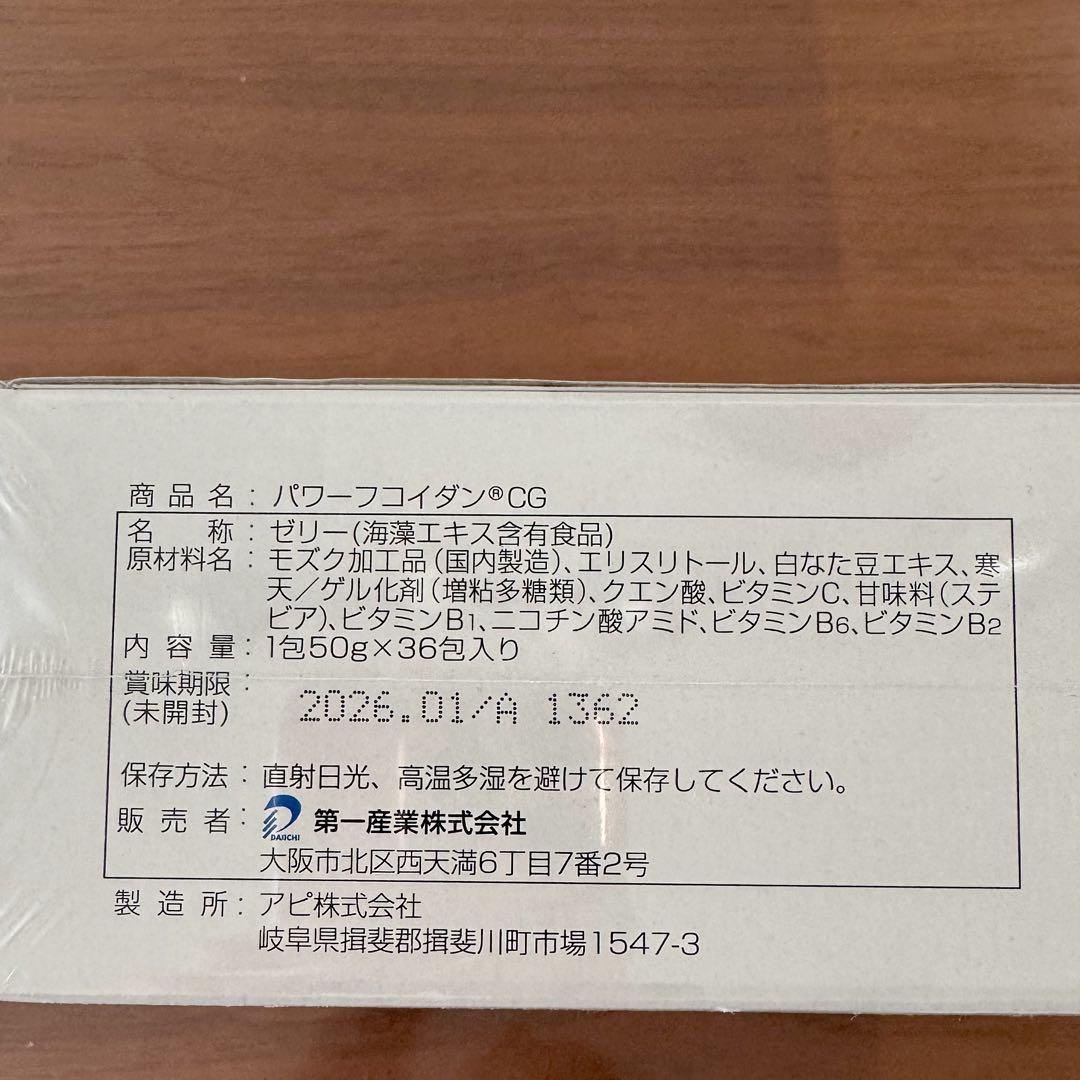 商品名：パワーフコイダン®CG
名称：ゼリー(海藻エキス含有食品)
原材料名：モズク加工品(国内製造)、エリスリトール、白なた豆エキス、寒
天／ゲル化剤(増粘多糖類)、クエン酸、ビタミンC、甘味料(ステ
ビア)、ビタミンB1、ニコチン酸アミド、ビタミンB6、ビタミンB2
内容量：1包50g×36包入り
賞味期限：
(未開封) 2026.01/A 1362
保存方法：直射日光、高温多湿を避けて保存してください。
販売者：DAIICHI 第一産業株式会社
大阪市北区西天満6丁目7番2号
製造所：アピ株式会社
岐阜県揖斐郡揖斐川町市場1547-3